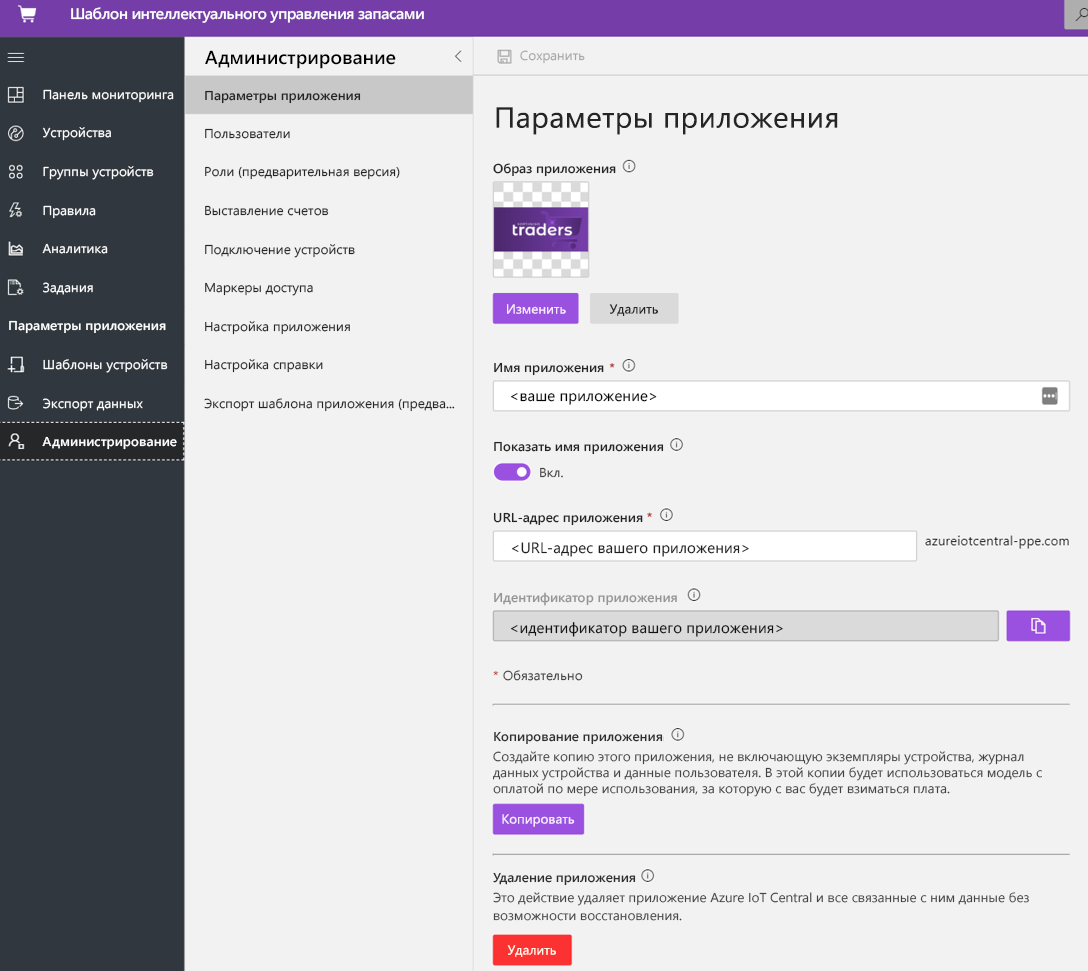 Шаблон интеллектуального управления запасами
Панель мониторинга
Устройства
Группы устройств
Правила
Аналитика
Задания
Параметры приложения
Шаблоны устройств
Экспорт данных
Администрирование
Администрирование
Параметры приложения
Пользователи
Роли (предварительная версия)
Выставление счетов
Подключение устройств
Маркеры доступа
Настройка приложения
Настройка справки
Экспорт шаблона приложения (предва...
Сохранить
Параметры приложения
Образ приложения
traders
Изменить
Удалить
Имя приложения *
<ваше приложение>
Показать имя приложения
Вкл.
URL-адрес приложения *
<URL-адрес вашего приложения>
azureiotcentral-ppe.com
Идентификатор приложения
<идентификатор вашего приложения>
* Обязательно
Копирование приложения
Создайте копию этого приложения, не включающую экземпляры устройства, журнал
данных устройства и данные пользователя. В этой копии будет использоваться модель с
оплатой по мере использования, за которую с вас будет взиматься плата.
Копировать
Удаление приложения
Это действие удаляет приложение Azure IoT Central и все связанные с ним данные без
возможности восстановления.
Удалить